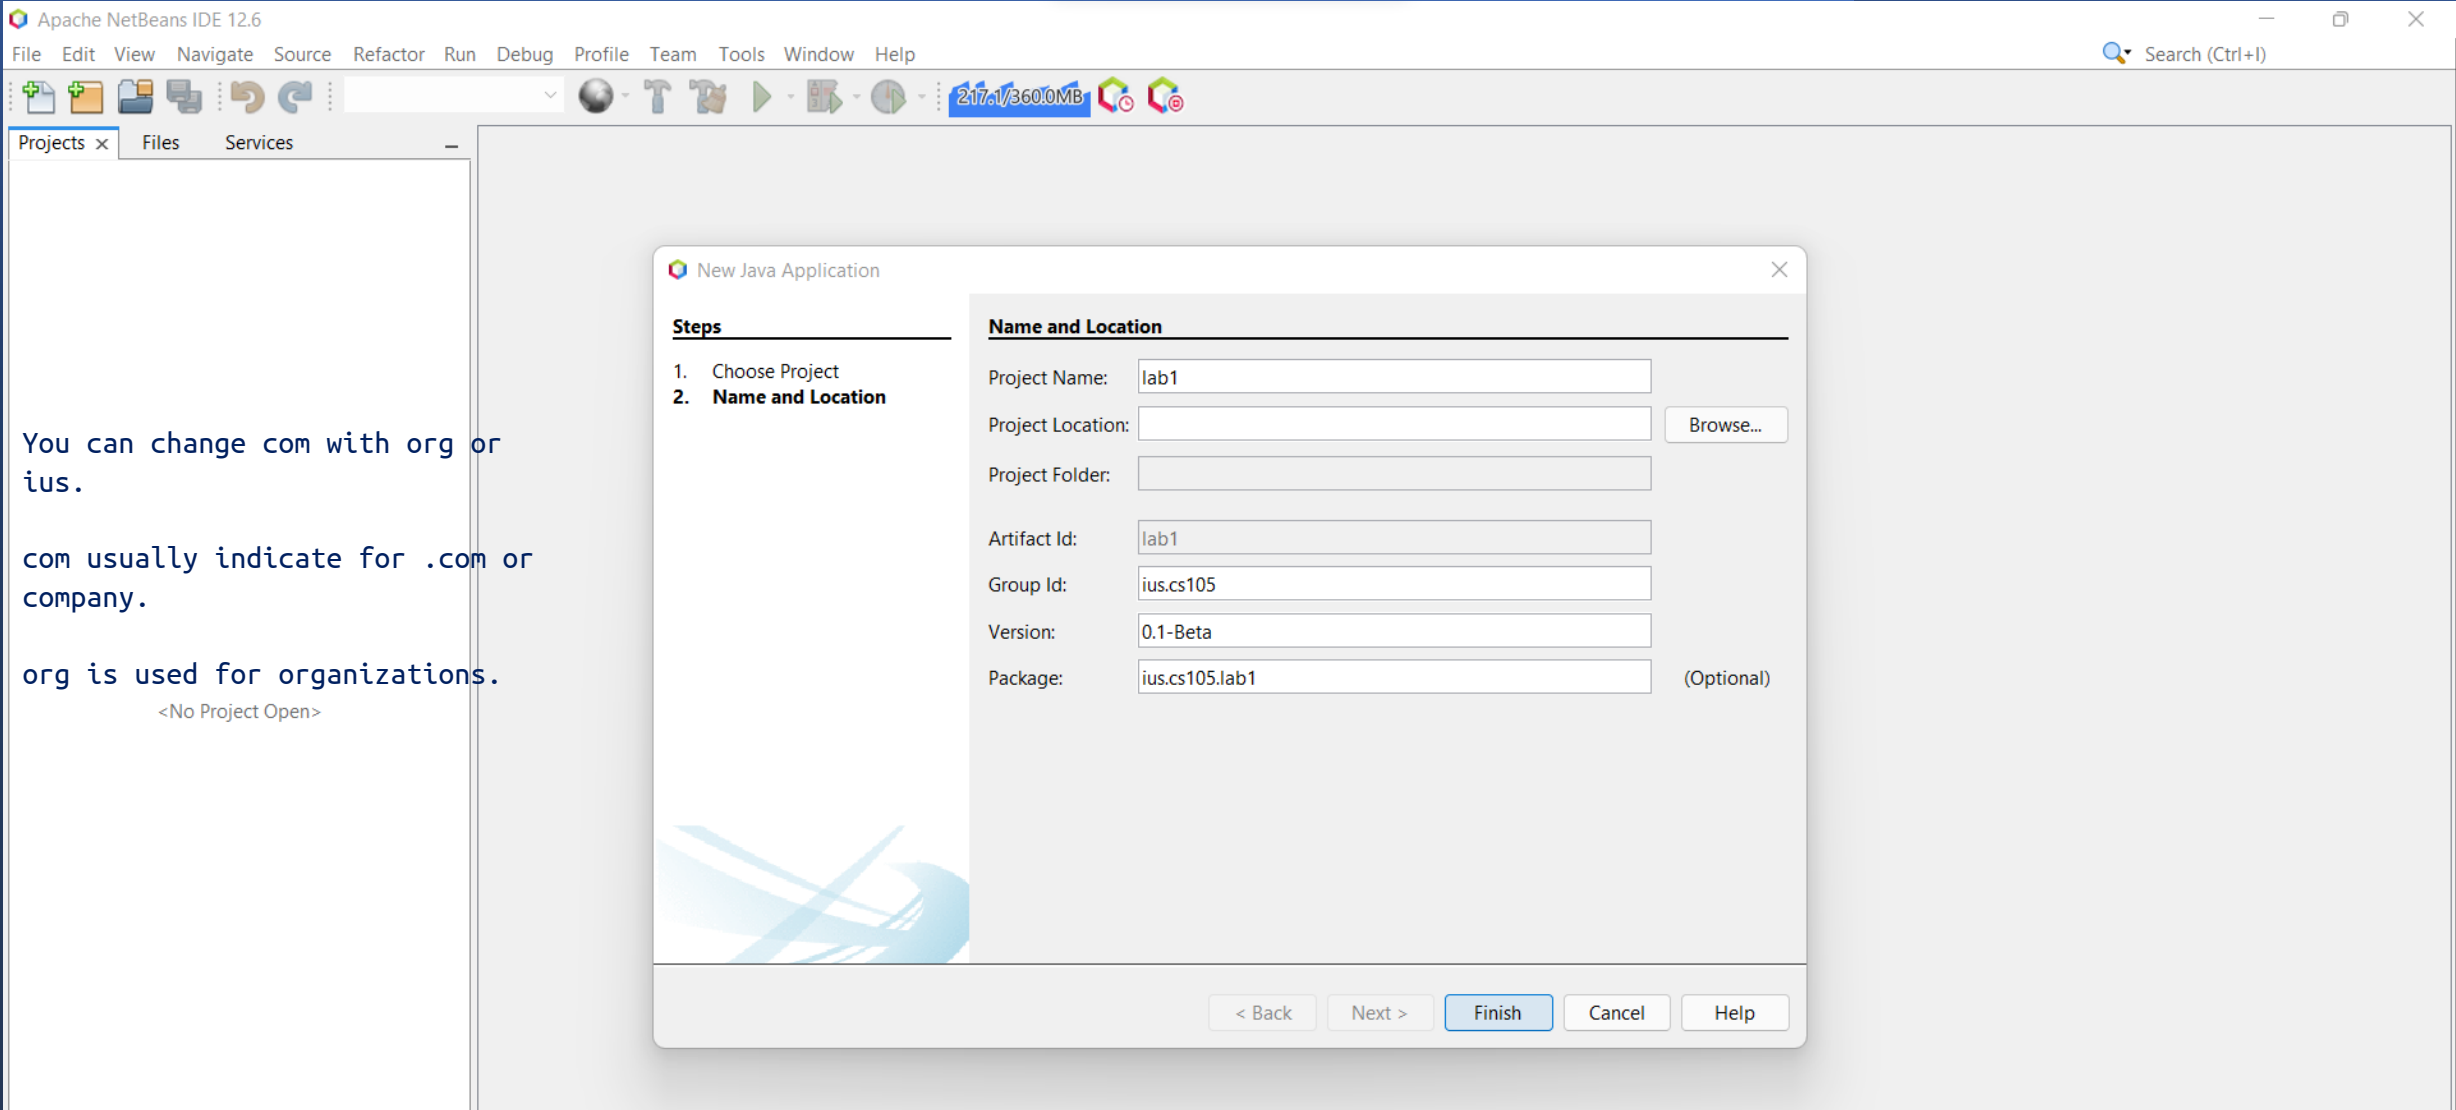 Apache NetBeans IDE 12.6
File Edit View Navigate Source Refactor Run Debug Profile Team Tools Window Help
Search (Ctrl+I)
217.1/360.0MB
Projects Files Services
You can change com with org or
ius.
com usually indicate for .com or
company.
org is used for organizations.
<No Project Open>
New Java Application
Steps
1. Choose Project
2. Name and Location
Name and Location
Project Name: lab1
Project Location: Browse...
Project Folder:
Artifact Id: lab1
Group Id: ius.cs105
Version: 0.1-Beta
Package: ius.cs105.lab1 (Optional)
< Back Next > Finish Cancel Help